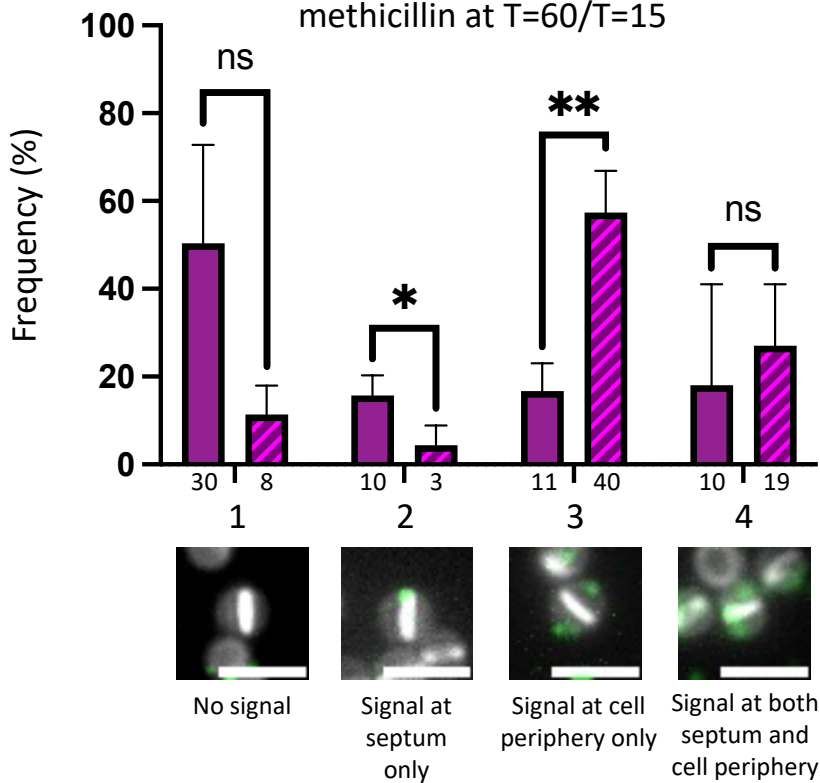 methicillin at T=60/T=15
Frequency (%)
100
80
60
40
20
0
ns
*
**
ns
30 8 10 3 11 40 10 19
1 2 3 4
No signal
Signal at
septum
only
Signal at cell
periphery only
Signal at both
septum and
cell periphery